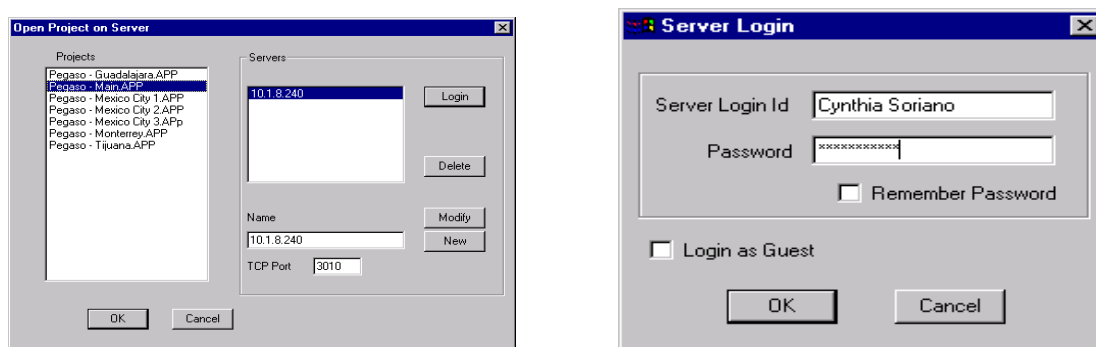 Open Project on Server
Projects
Pegaso - Guadalajara.APP
Pegaso - Main.APP
Pegaso - Mexico City 1.APP
Pegaso - Mexico City 2.APP
Pegaso - Mexico City 3.APp
Pegaso - Monterrey.APP
Pegaso - Tijuana.APP
Servers
10.1.8.240
Login
Delete
Name
Modify
10.1.8.240
New
TCP Port 3010
OK Cancel
Server Login
Server Login Id Cynthia Soriano
Password ***********
Remember Password
Login as Guest
OK Cancel